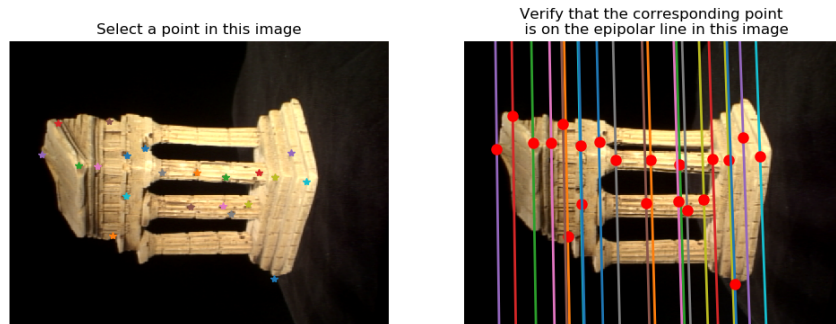 Select a point in this image
Verify that the corresponding point
is on the epipolar line in this image